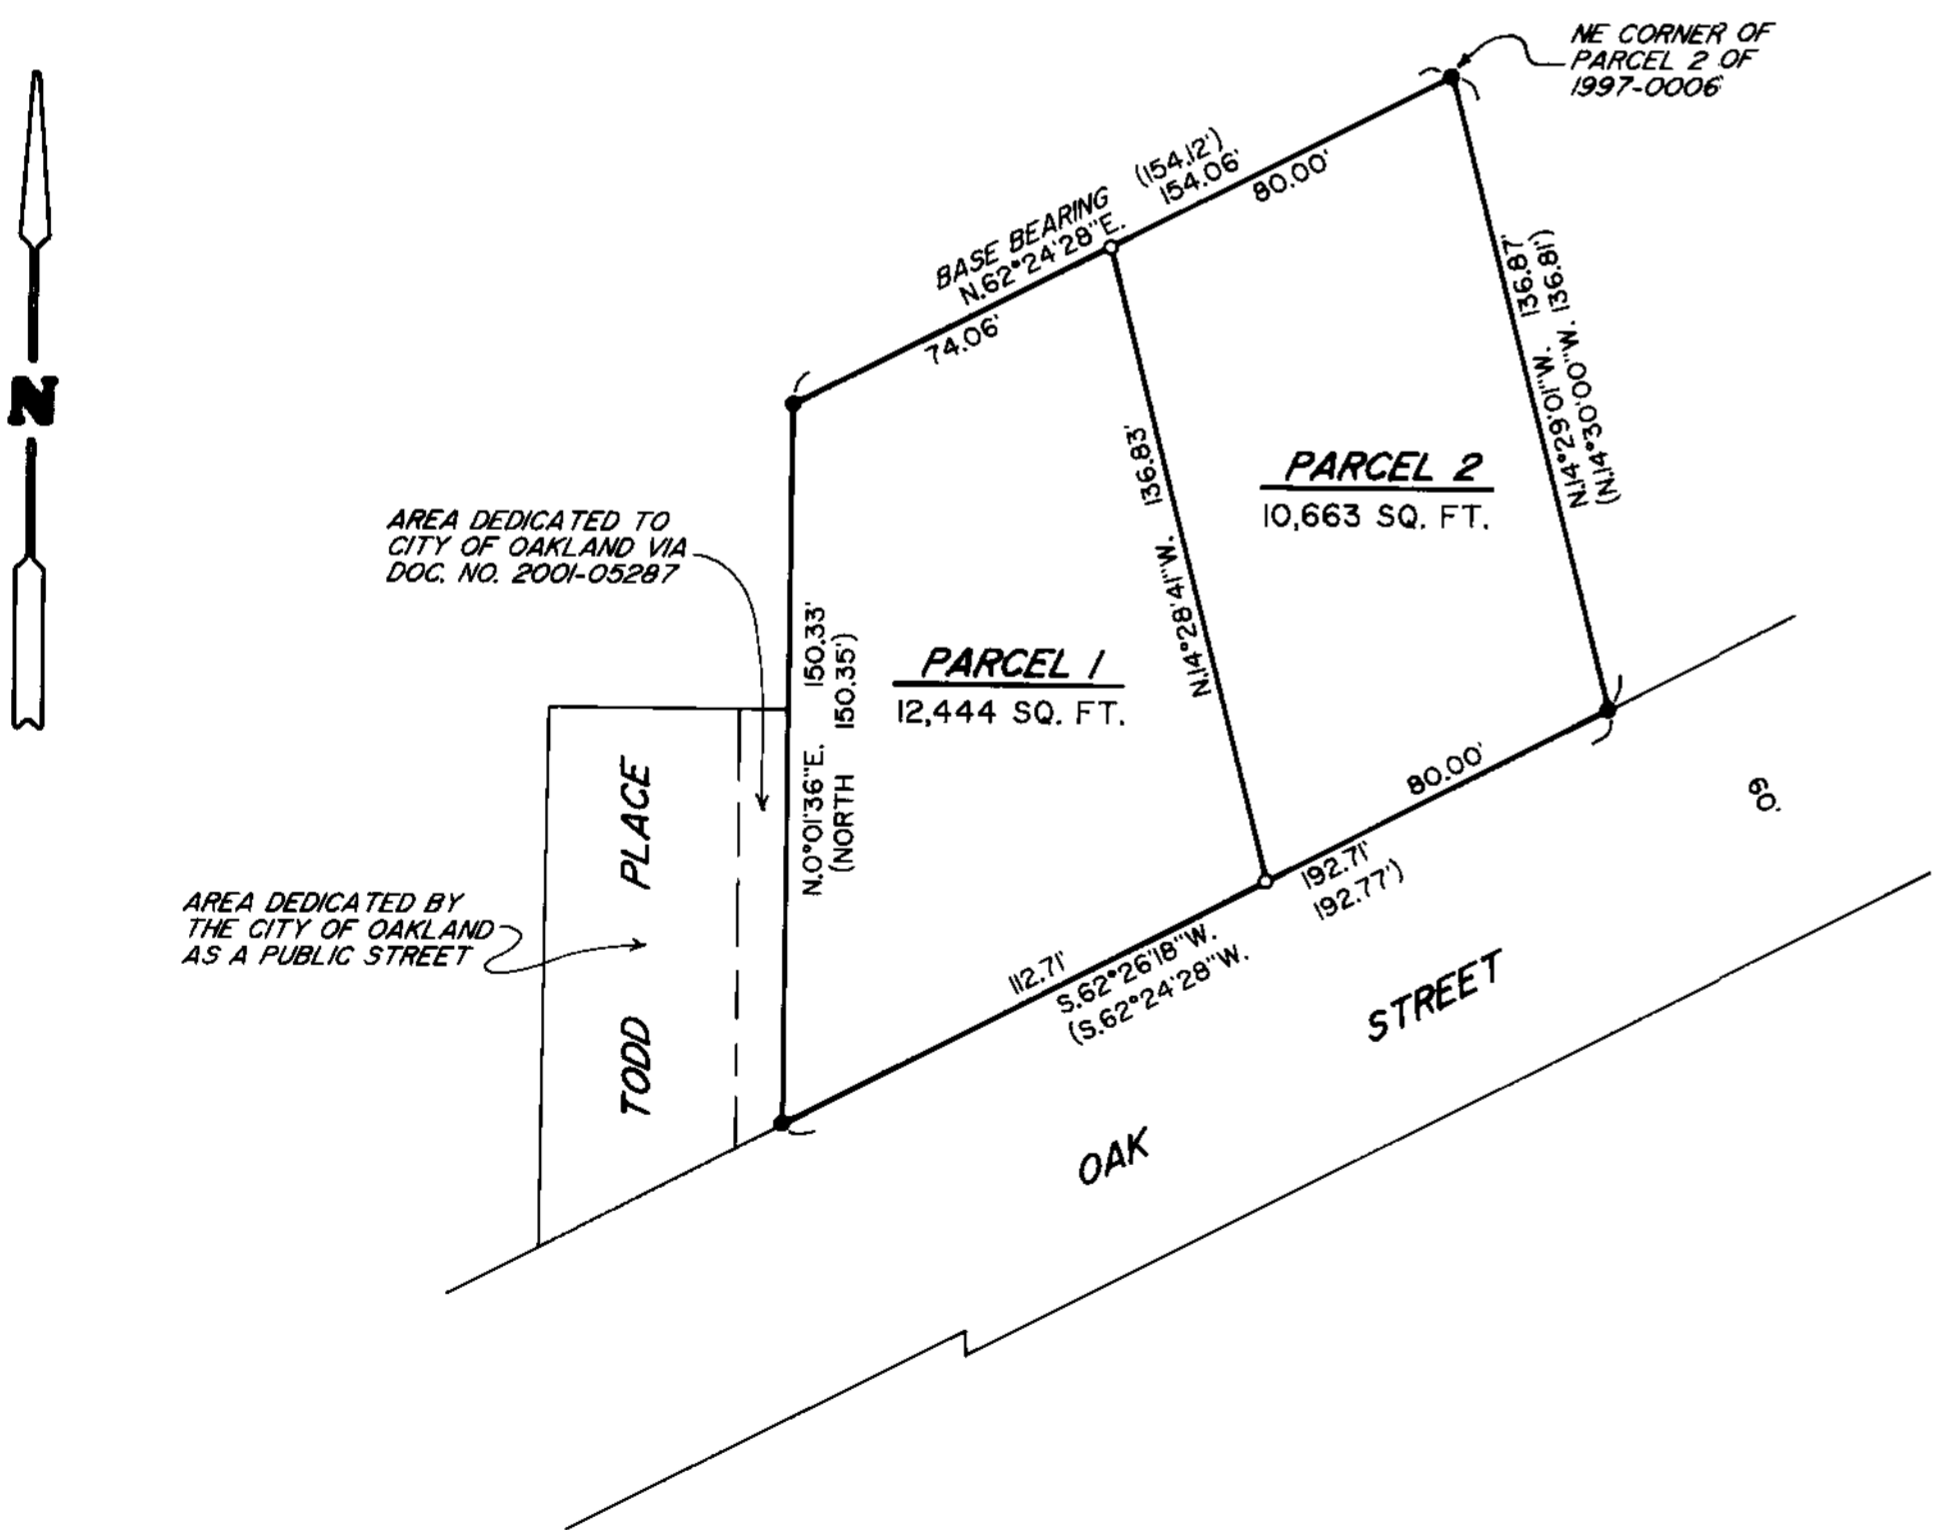 NE CORNER OF
PARCEL 2 OF
1997-0006
N
BASE BEARING
N.62°24'28"E.
(154.12')
154.06'
74.06'
80.00'
136.87'
N.14°29'01"W.
(N.14°30'00"W. 136.81')
136.83'
N.14°28'41"W.
PARCEL 2
10,663 SQ. FT.
AREA DEDICATED TO
CITY OF OAKLAND VIA
DOC. NO. 2001-05287
N.0°01'36"E. 150.33'
(NORTH 150.35')
PARCEL 1
12,444 SQ. FT.
TODD PLACE
AREA DEDICATED BY
THE CITY OF OAKLAND
AS A PUBLIC STREET
80.00'
60'
192.71'
192.77')
112.71'
S.62°26'18"W.
(S.62°24'28"W.
OAK STREET